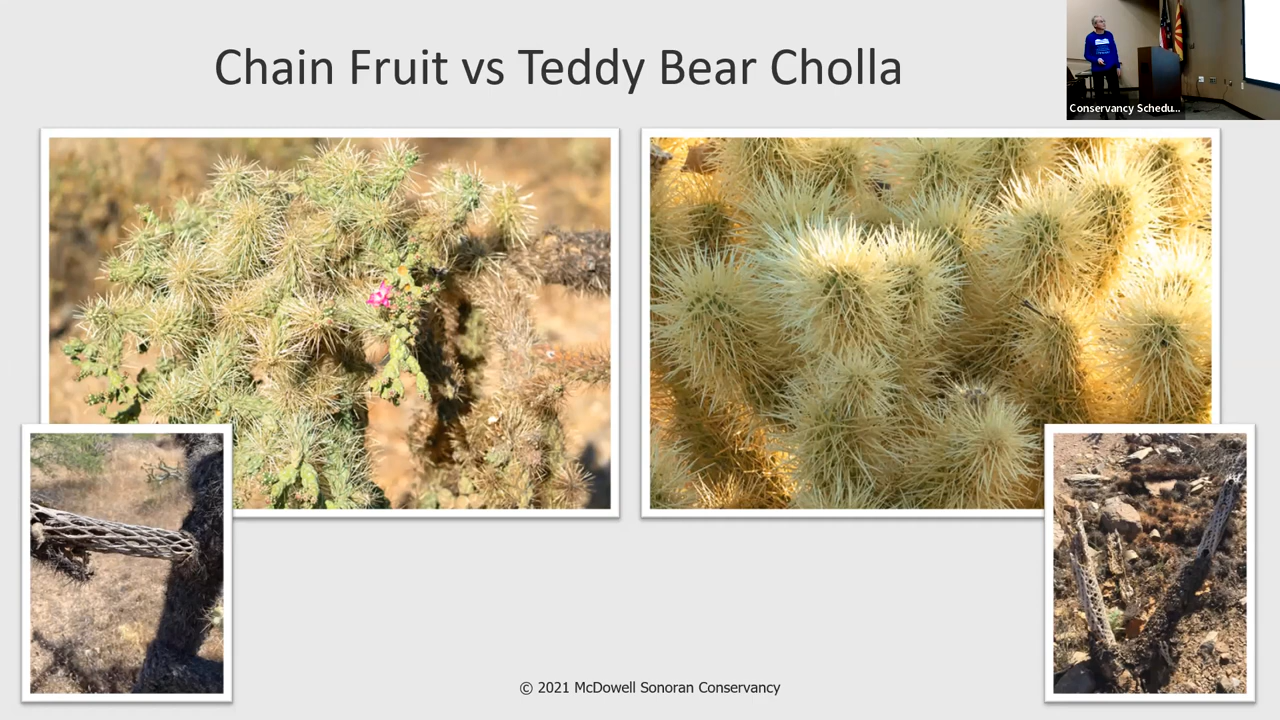 Chain Fruit vs Teddy Bear Cholla
Conservancy Schedu...
© 2021 McDowell Sonoran Conservancy